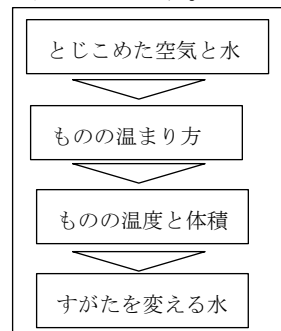 とじこめた空気と水
ものの温まり方
ものの温度と体積
すがたを変える水